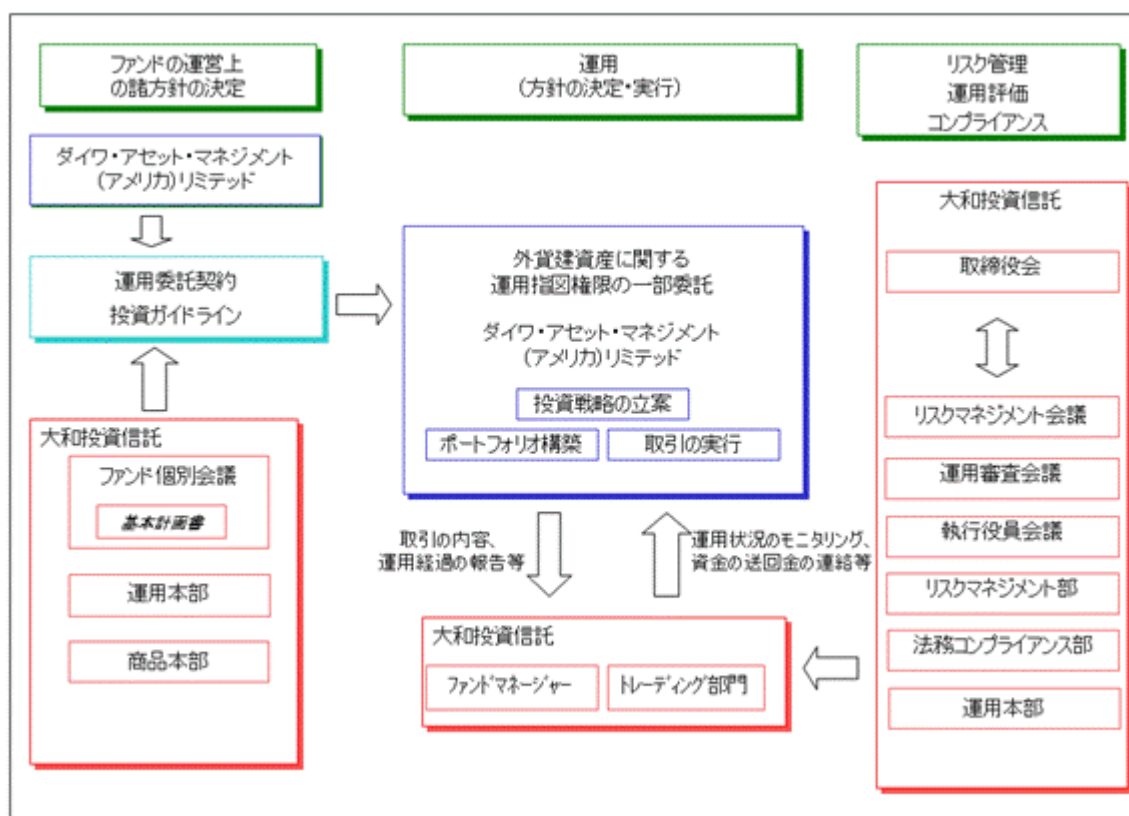 ファンドの運営上
の諸方針の決定
運用
(方針の決定・実行)
リスク管理
運用評価
コンプライアンス
ダイワ・アセット・マネジメント
(アメリカ)リミテッド
運用委託契約
投資ガイドライン
大和投資信託
ファンド個別会議
基本計画書
運用本部
商品本部
外貨建資産に関する
運用指図権限の一部委託
ダイワ・アセット・マネジメント
(アメリカ)リミテッド
投資戦略の立案
ポートフォリオ構築
取引の実行
取引の内容、
運用経過の報告等
運用状況のモニタリング、
資金の送回金の連絡等
大和投資信託
ファンドマネージャー
トレーディング部門
大和投資信託
取締役会
リスクマネジメント会議
運用審査会議
執行役員会議
リスクマネジメント部
法務コンプライアンス部
運用本部